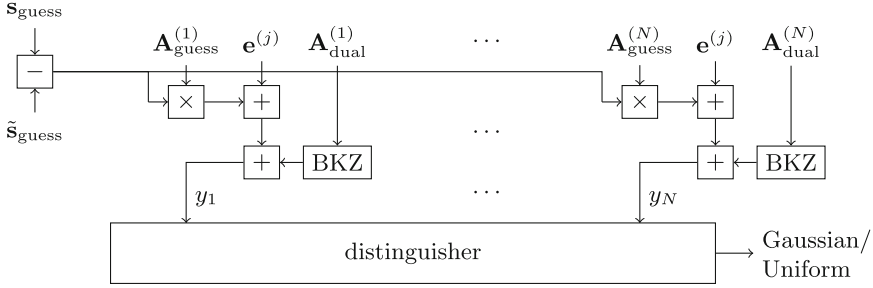 s_guess
A_guess^(1) e^(j) A_dual^(1) ··· A_guess^(N) e^(j) A_dual^(N)
−
× + × +
s̃_guess
···
+ BKZ + BKZ
y_1 ··· y_N
distinguisher
Gaussian/
Uniform